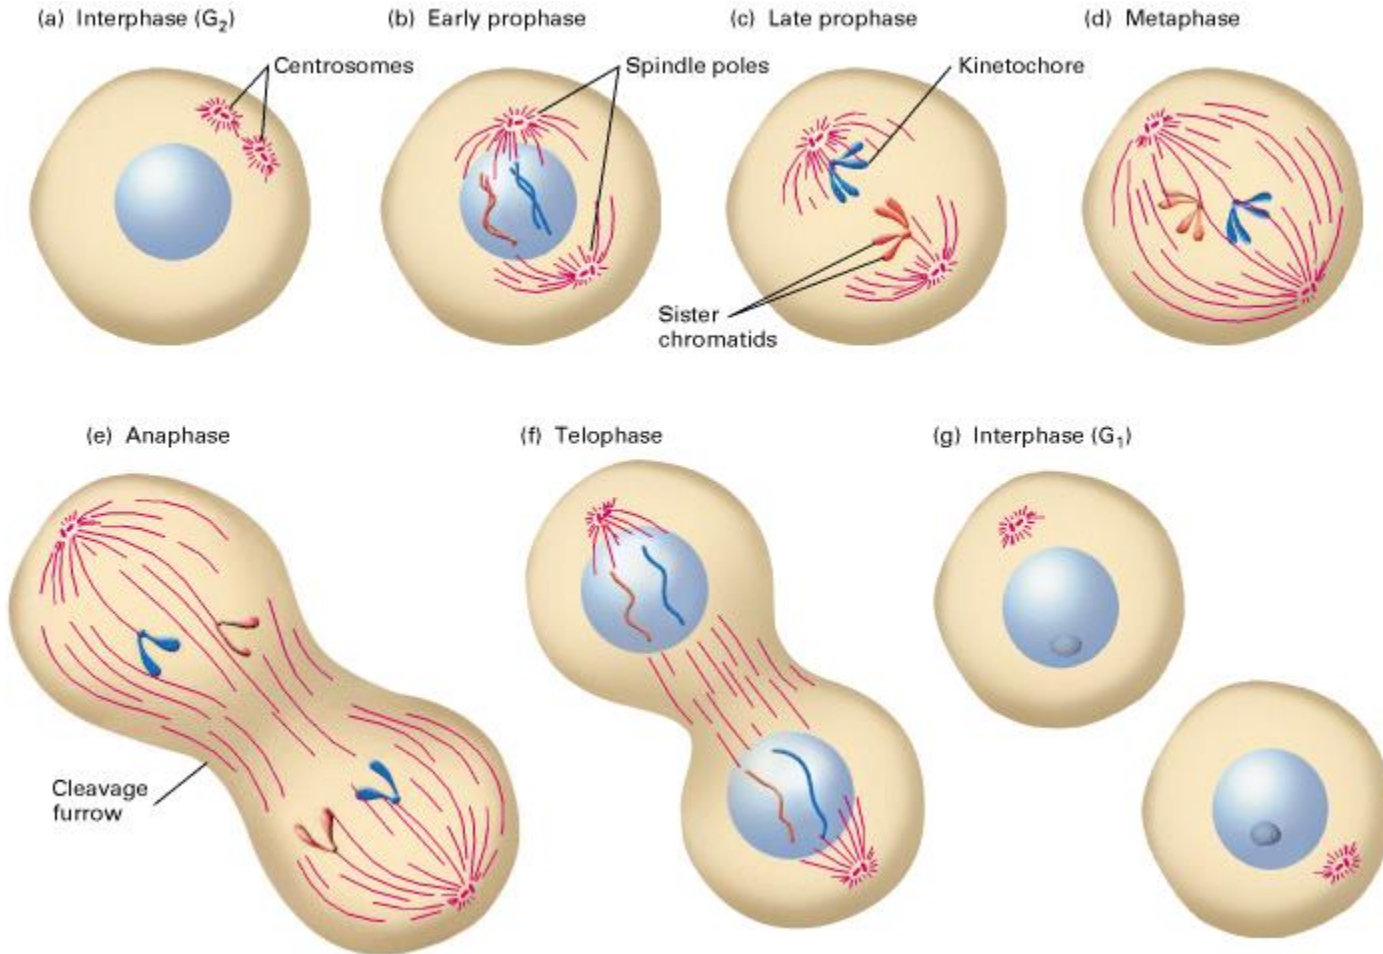 (a) Interphase (G₂)
(b) Early prophase
(c) Late prophase
(d) Metaphase
Centrosomes
Spindle poles
Kinetochore
Sister
chromatids
(e) Anaphase
(f) Telophase
(g) Interphase (G₁)
Cleavage
furrow